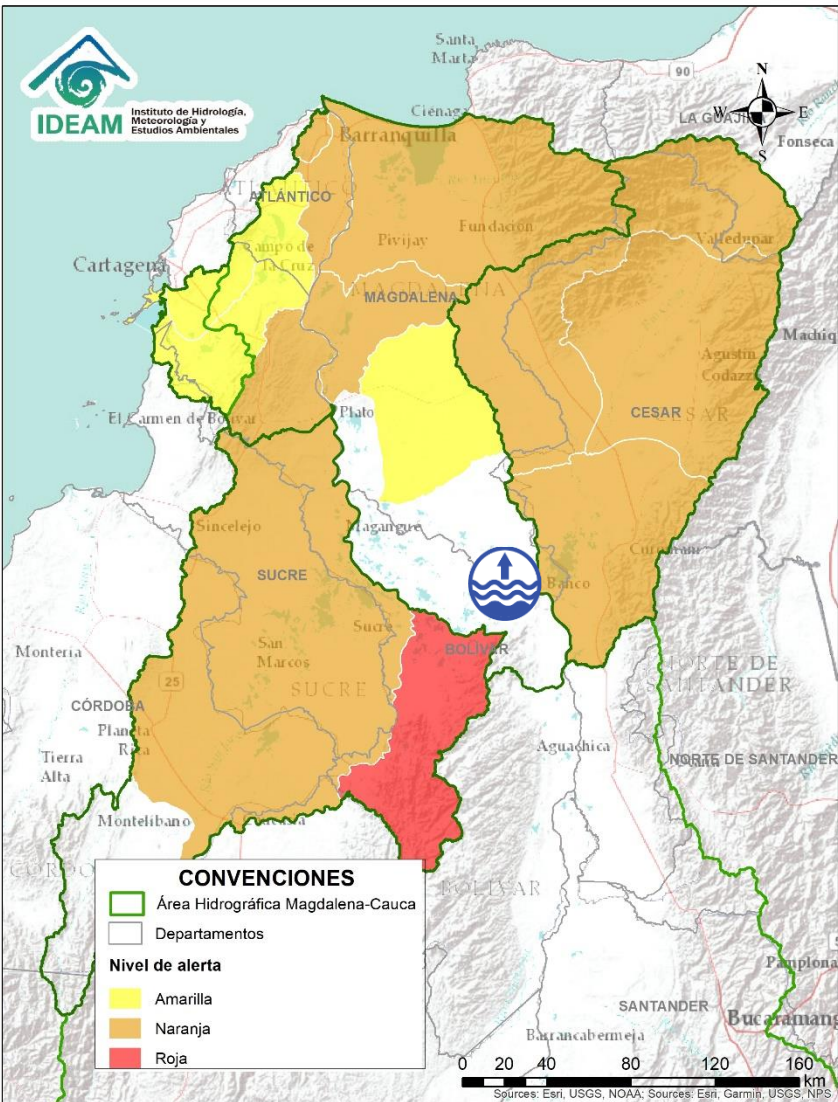 IDEAM
Instituto de Hidrología,
Meteorología y
Estudios Ambientales
Santa
Marta
90
N
W
E
S
LA GUAJI
Fonseca
Ciénaga
Barranquilla
ATLÁNTICO
Valledupar
Pivijay
Fundación
Campo de
la Cruz
Cartagena
MAGDALENA
Machiq
Agustín
Codazzi
CESAR
CESAR
El Carmen de Bolívar
Plato
Sincelejo
Magangue
SUCRE
Banco
Sucre
BOLÍVAR
San
Marcos
SUCRE
Montería
25
CÓRDOBA
Planeta
Rica
Tierra
Alta
NORTE DE
SANTANDER
Aguachica
NORTE DE SANTANDER
Montelíbano
BOLÍVAR
CONVENCIONES
Área Hidrográfica Magdalena-Cauca
Departamentos
Nivel de alerta
Amarilla
Naranja
Roja
Pamplona
SANTANDER
Bucaramang
Barrancabermeja
0 20 40 80 120 160
km
Sources: Esri, USGS, NOAA; Sources: Esri, Garmin, USGS, NPS